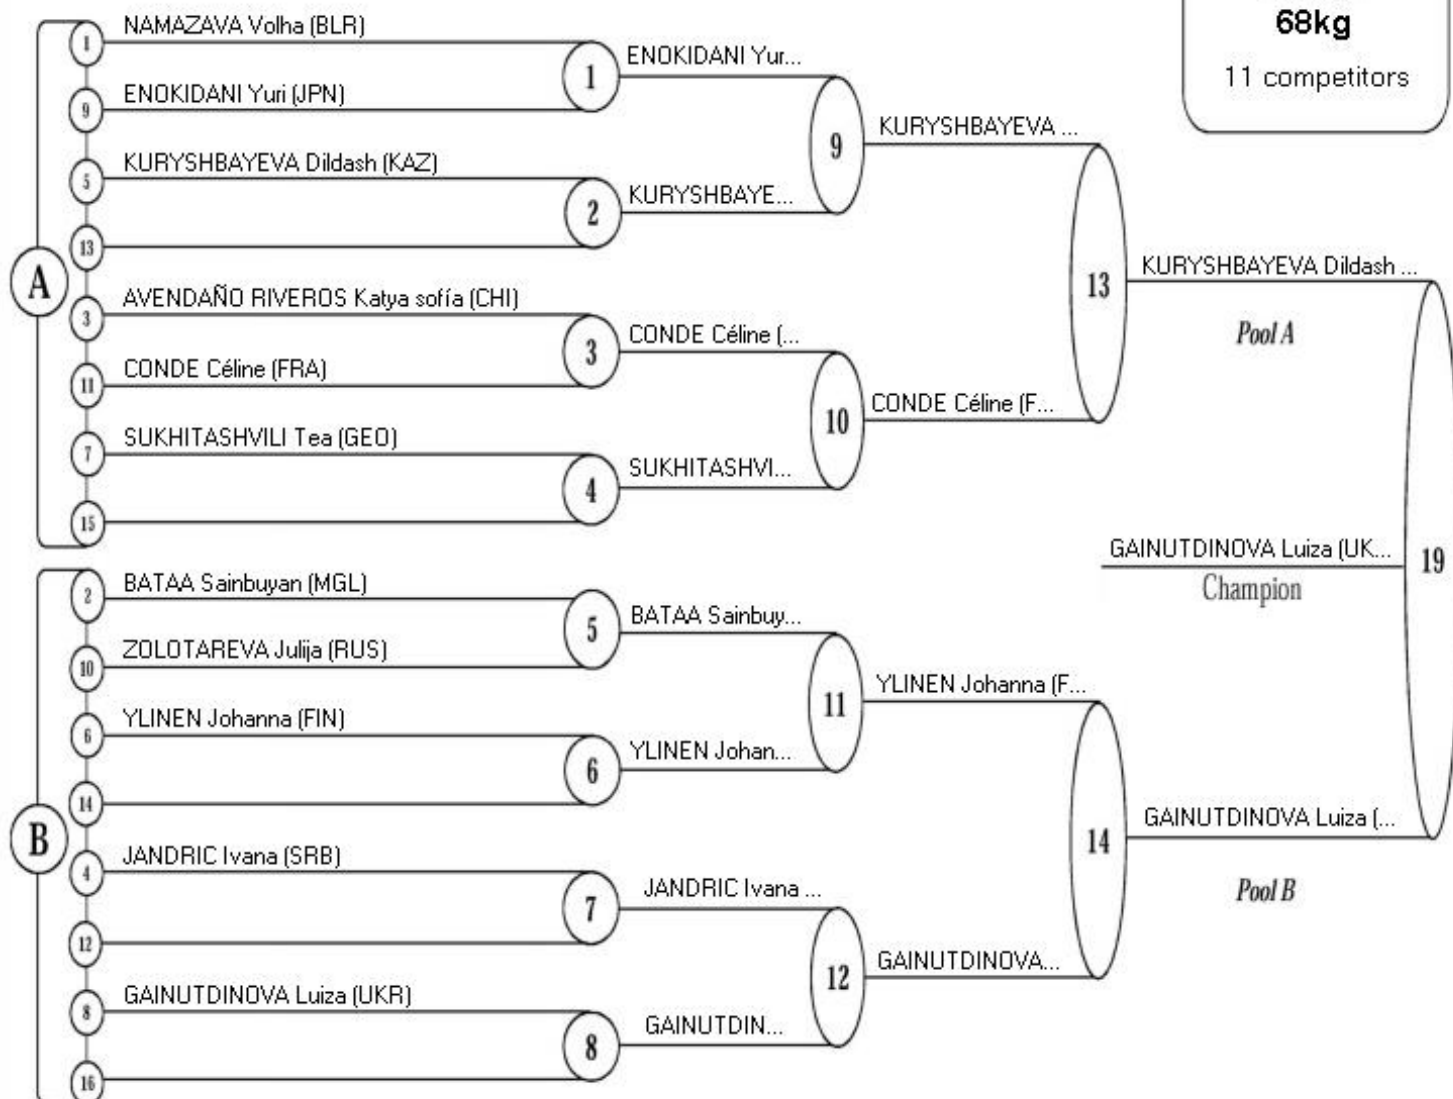 68kg
11 competitors
A
1
NAMAZAVA Volha (BLR)
9
ENOKIDANI Yuri (JPN)
5
KURYSHBAYEVA Dildash (KAZ)
13
3
AVENDAÑO RIVEROS Katya sofía (CHI)
11
CONDE Céline (FRA)
7
SUKHITASHVILI Tea (GEO)
15
B
2
BATAA Sainbuyan (MGL)
10
ZOLOTAREVA Julija (RUS)
6
YLINEN Johanna (FIN)
14
4
JANDRIC Ivana (SRB)
12
8
GAINUTDINOVA Luiza (UKR)
16
1
ENOKIDANI Yur...
2
KURYSHBAYE...
3
CONDE Céline (...
4
SUKHITASHVI...
5
BATAA Sainbuy...
6
YLINEN Johan...
7
JANDRIC Ivana ...
8
GAINUTDIN...
9
KURYSHBAYEVA ...
10
CONDE Céline (F...
11
YLINEN Johanna (F...
12
GAINUTDINOVA...
13
KURYSHBAYEVA Dildash ...
Pool A
14
GAINUTDINOVA Luiza (...
Pool B
19
GAINUTDINOVA Luiza (UK...
Champion